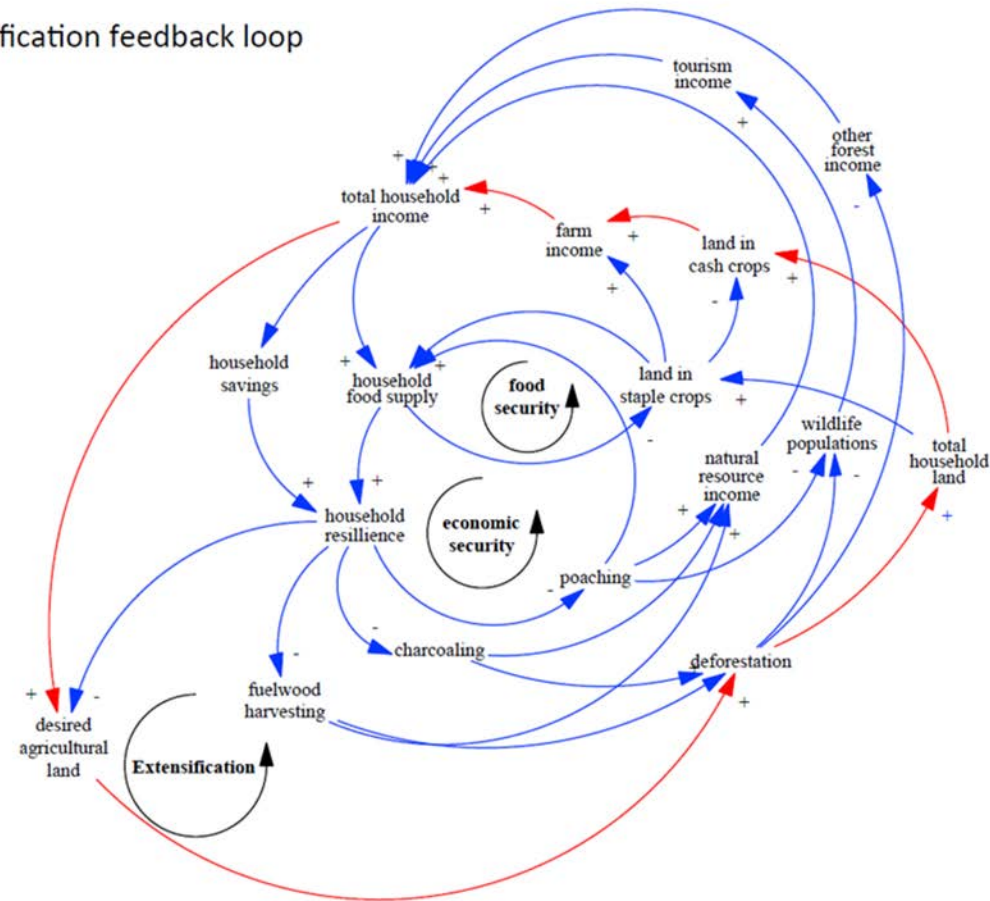 fication feedback loop
tourism
income
+
other
forest
income
-
+
+
+
total household
income
+
farm
income
+
land in
cash crops
+
+
-
household
savings
+
household
food supply
+
food
security
land in
staple crops
+
-
wildlife
populations
-
-
total
household
land
+
natural
resource
income
+
+
+
+
household
resillience
economic
security
poaching
-
-
charcoaling
deforestation
+
-
fuelwood
harvesting
+
-
desired
agricultural
land
Extensification